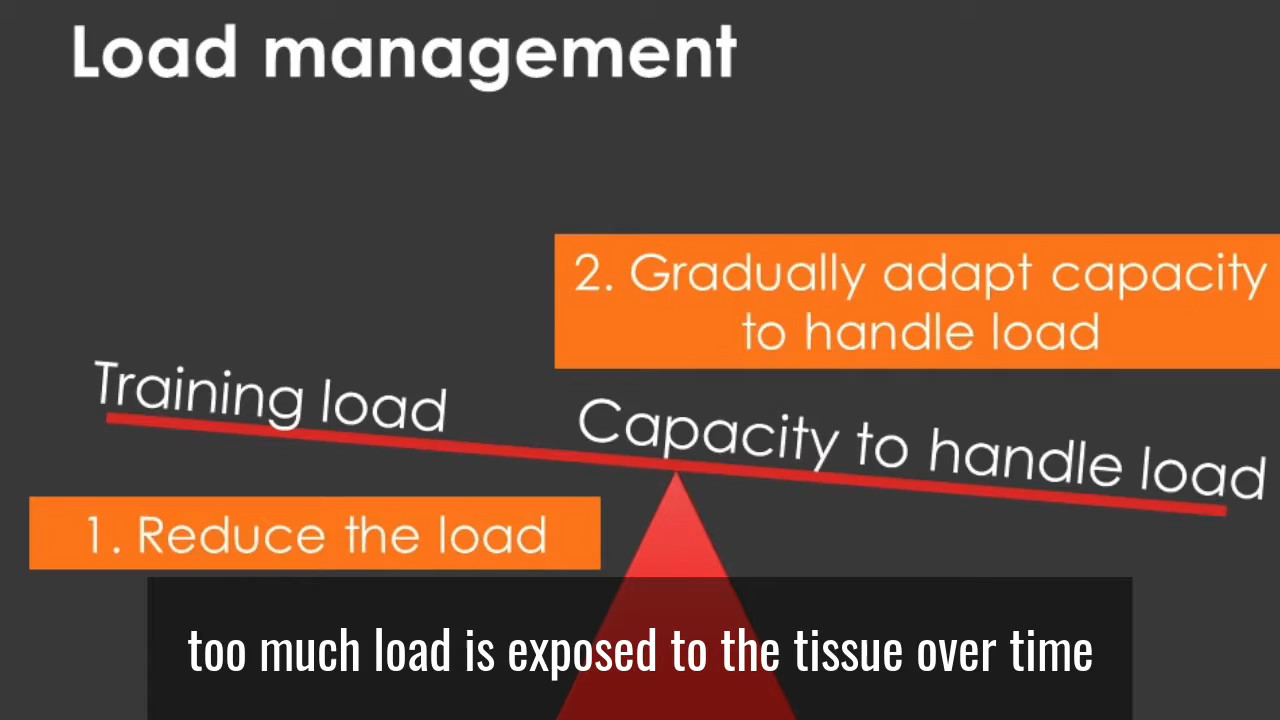 Load management
2. Gradually adapt capacity
to handle load
Training load
Capacity to handle load
1. Reduce the load
too much load is exposed to the tissue over time